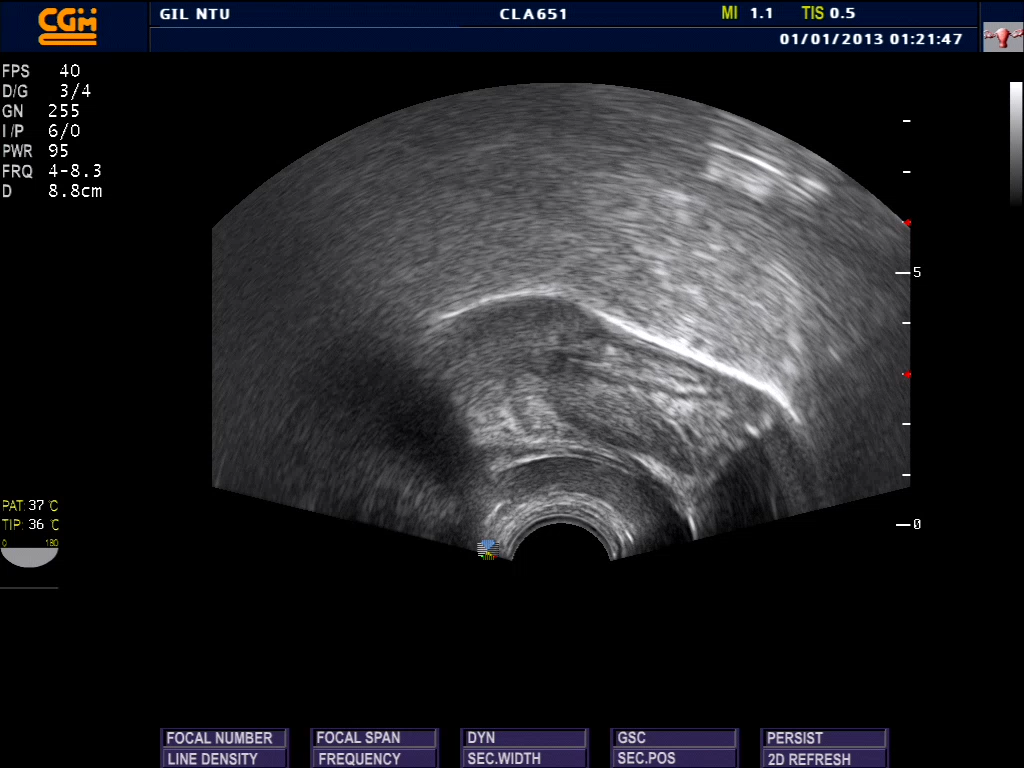 CGM
GIL NTU CLA651 MI 1.1 TIS 0.5
01/01/2013 01:21:47
FPS 40
D/G 3/4
GN 255
I/P 6/0
PWR 95
FRQ 4-8.3
D 8.8cm
5
PAT: 37 °C
TIP: 36 °C
0 180
0
FOCAL NUMBER FOCAL SPAN DYN GSC PERSIST
LINE DENSITY FREQUENCY SEC.WIDTH SEC.POS 2D REFRESH